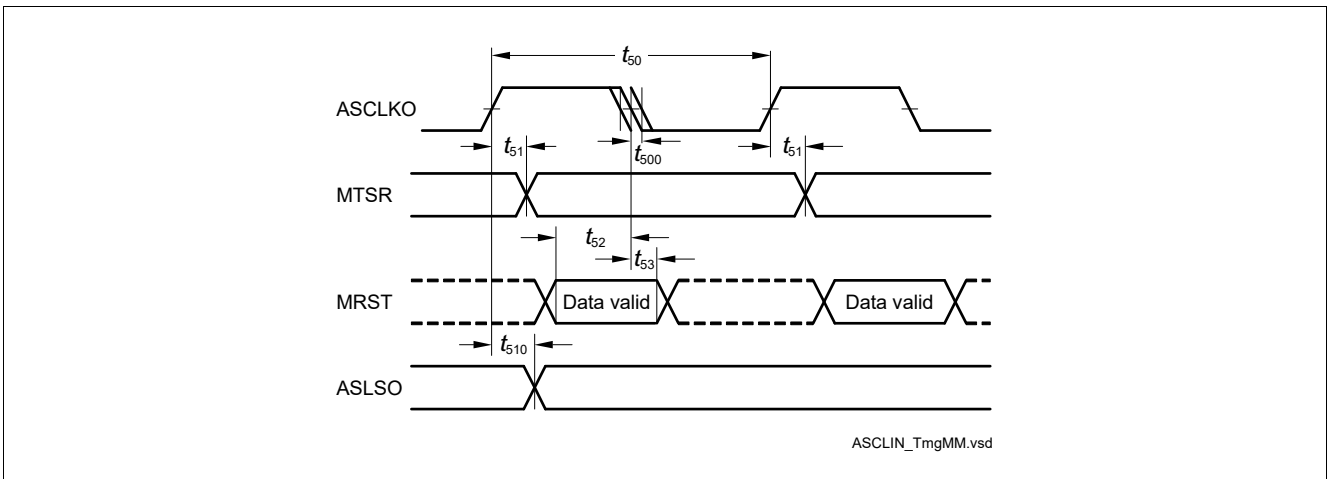 t50
ASCLKO
t51
t500
t51
MTSR
t52
t53
MRST
Data valid
Data valid
t510
ASLSO
ASCLIN_TmgMM.vsd